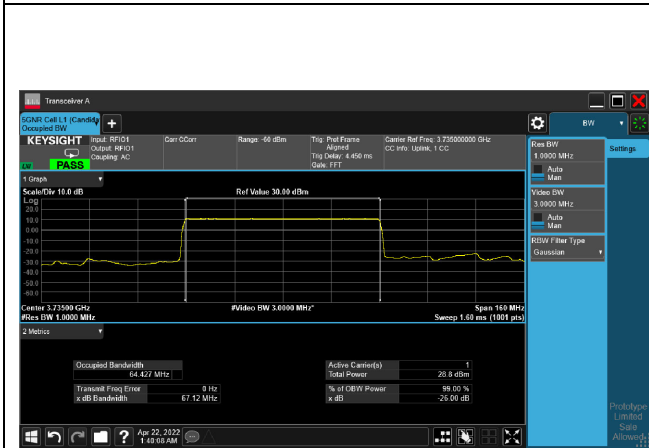 Transceiver A
5GNR Cell L1 (Candida
Occupied BW
BW
KEYSIGHT
Input: RFIO1
Output: RFIO1
Coupling: AC
Corr CCorr
Range: -60 dBm
Trig: Pref Frame
Aligned
Trig Delay: 4.450 ms
Gate: FFT
Carrier Ref Freq: 3.735000000 GHz
CC Info: Uplink, 1 CC
PASS
1 Graph
Scale/Div 10.0 dB
Ref Value 30.00 dBm
Log
20.0
10.0
0.00
-10.0
-20.0
-30.0
-40.0
-50.0
-60.0
Center 3.73500 GHz
#Video BW 3.0000 MHz*
Span 160 MHz
#Res BW 1.0000 MHz
Sweep 1.60 ms (1001 pts)
2 Metrics
Occupied Bandwidth
64.427 MHz
Active Carrier(s) 1
Total Power 28.8 dBm
Transmit Freq Error 0 Hz
x dB Bandwidth 67.12 MHz
% of OBW Power 99.00 %
x dB -26.00 dB
Res BW
1.0000 MHz
Auto
Man
Video BW
3.0000 MHz
Auto
Man
RBW Filter Type
Gaussian
Settings
Prototype
Limited
Sale
Allowed
Apr 22, 2022
1:40:08 AM